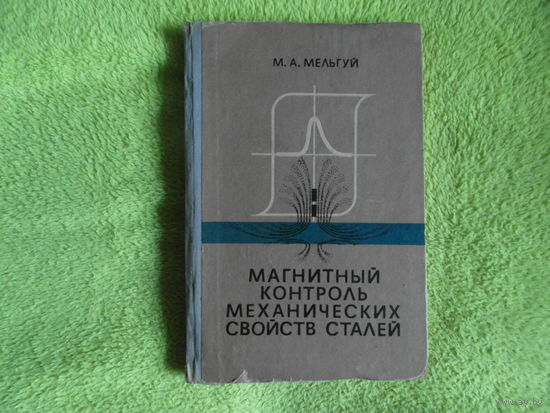 М. А. МЕЛЬГУЙ
МАГНИТНЫЙ
КОНТРОЛЬ
МЕХАНИЧЕСКИХ
СВОЙСТВ СТАЛЕЙ